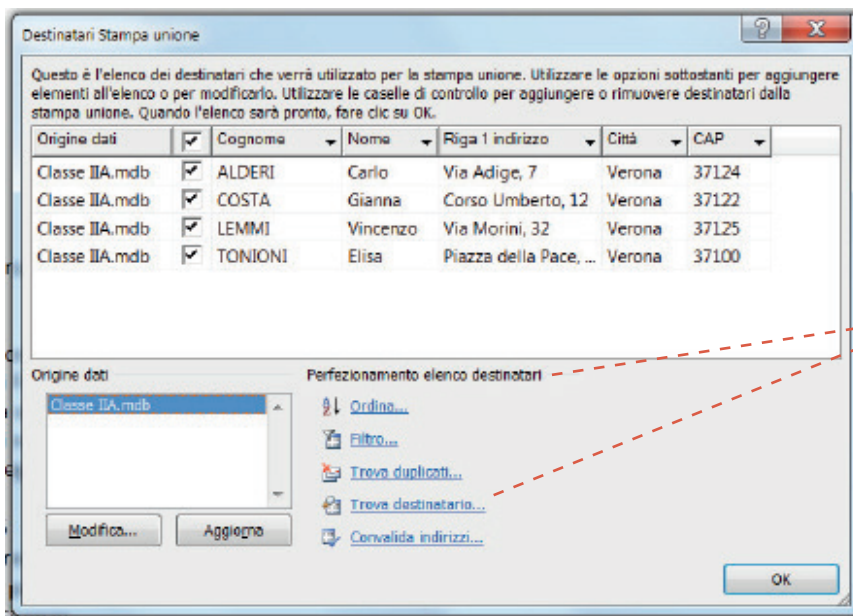 Destinatari Stampa unione
Questo è l'elenco dei destinatari che verrà utilizzato per la stampa unione. Utilizzare le opzioni sottostanti per aggiungere
elementi all'elenco o per modificarlo. Utilizzare le caselle di controllo per aggiungere o rimuovere destinatari dalla
stampa unione. Quando l'elenco sarà pronto, fare clic su OK.
Origine dati Cognome Nome Riga 1 indirizzo Città CAP
Classe IIA.mdb ALDERI Carlo Via Adige, 7 Verona 37124
Classe IIA.mdb COSTA Gianna Corso Umberto, 12 Verona 37122
Classe IIA.mdb LEMMI Vincenzo Via Morini, 32 Verona 37125
Classe IIA.mdb TONIONI Elisa Piazza della Pace, ... Verona 37100
Origine dati Perfezionamento elenco destinatari
Classe IIA.mdb
Ordina...
Filtro...
Trova duplicati...
Trova destinatario...
Convalida indirizzi...
Modifica... Aggiorna
OK